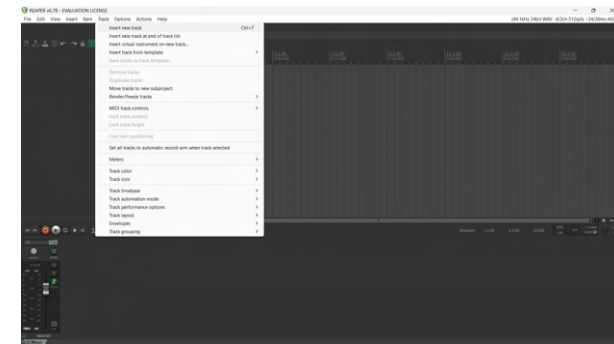 REAPER v6.78 - EVALUATION LICENSE
File Edit View Insert Item Track Options Actions Help
Insert new track Ctrl+T
Insert new track at end of track list
Insert virtual instrument on new track...
Insert track from template
Save tracks as track template...
Remove tracks
Duplicate tracks
Move tracks to new subproject
Render/freeze tracks
MIDI track controls
Lock track controls
Lock track height
Free item positioning
Set all tracks to automatic record-arm when track selected
Meters
Track color
Track icon
Track timebase
Track automation mode
Track performance options
Track layout
Envelopes
Track grouping
MASTER